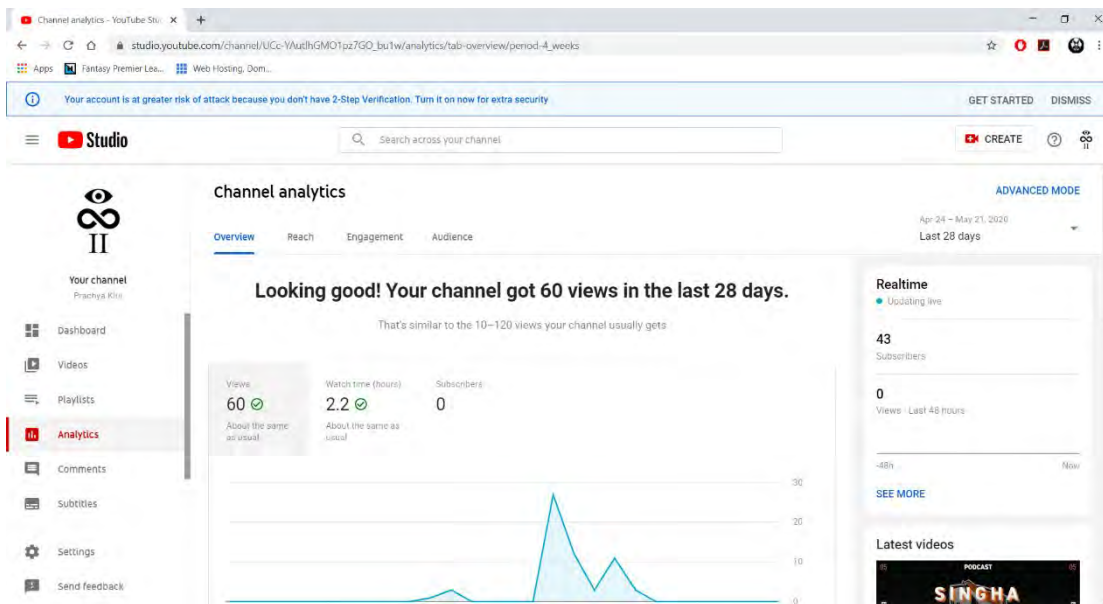 Channel analytics - YouTube Stu
studio.youtube.com/channel/UCc-YAutlhGMO1pz7GO_bu1w/analytics/tab-overview/period-4_weeks
Apps Fantasy Premier Lea... Web Hosting, Dom...
Your account is at greater risk of attack because you don't have 2-Step Verification. Turn it on now for extra security
GET STARTED DISMISS
Studio
Search across your channel
CREATE
II
II
Your channel
Prachya
Dashboard
Videos
Playlists
Analytics
Comments
Subtitles
Settings
Send feedback
Channel analytics
ADVANCED MODE
Overview Reach Engagement Audience
Apr 24 – May 21, 2020
Last 28 days
Looking good! Your channel got 60 views in the last 28 days.
That's similar to the 10–120 views your channel usually gets
Views
60
About the same
as usual
Watch time (hours)
2.2
About the same as
usual
Subscribers
0
30
20
10
0
Realtime
Updating live
43
Subscribers
0
Views · Last 48 hours
-48h Now
SEE MORE
Latest videos
05 PODCAST 05
SINGHA